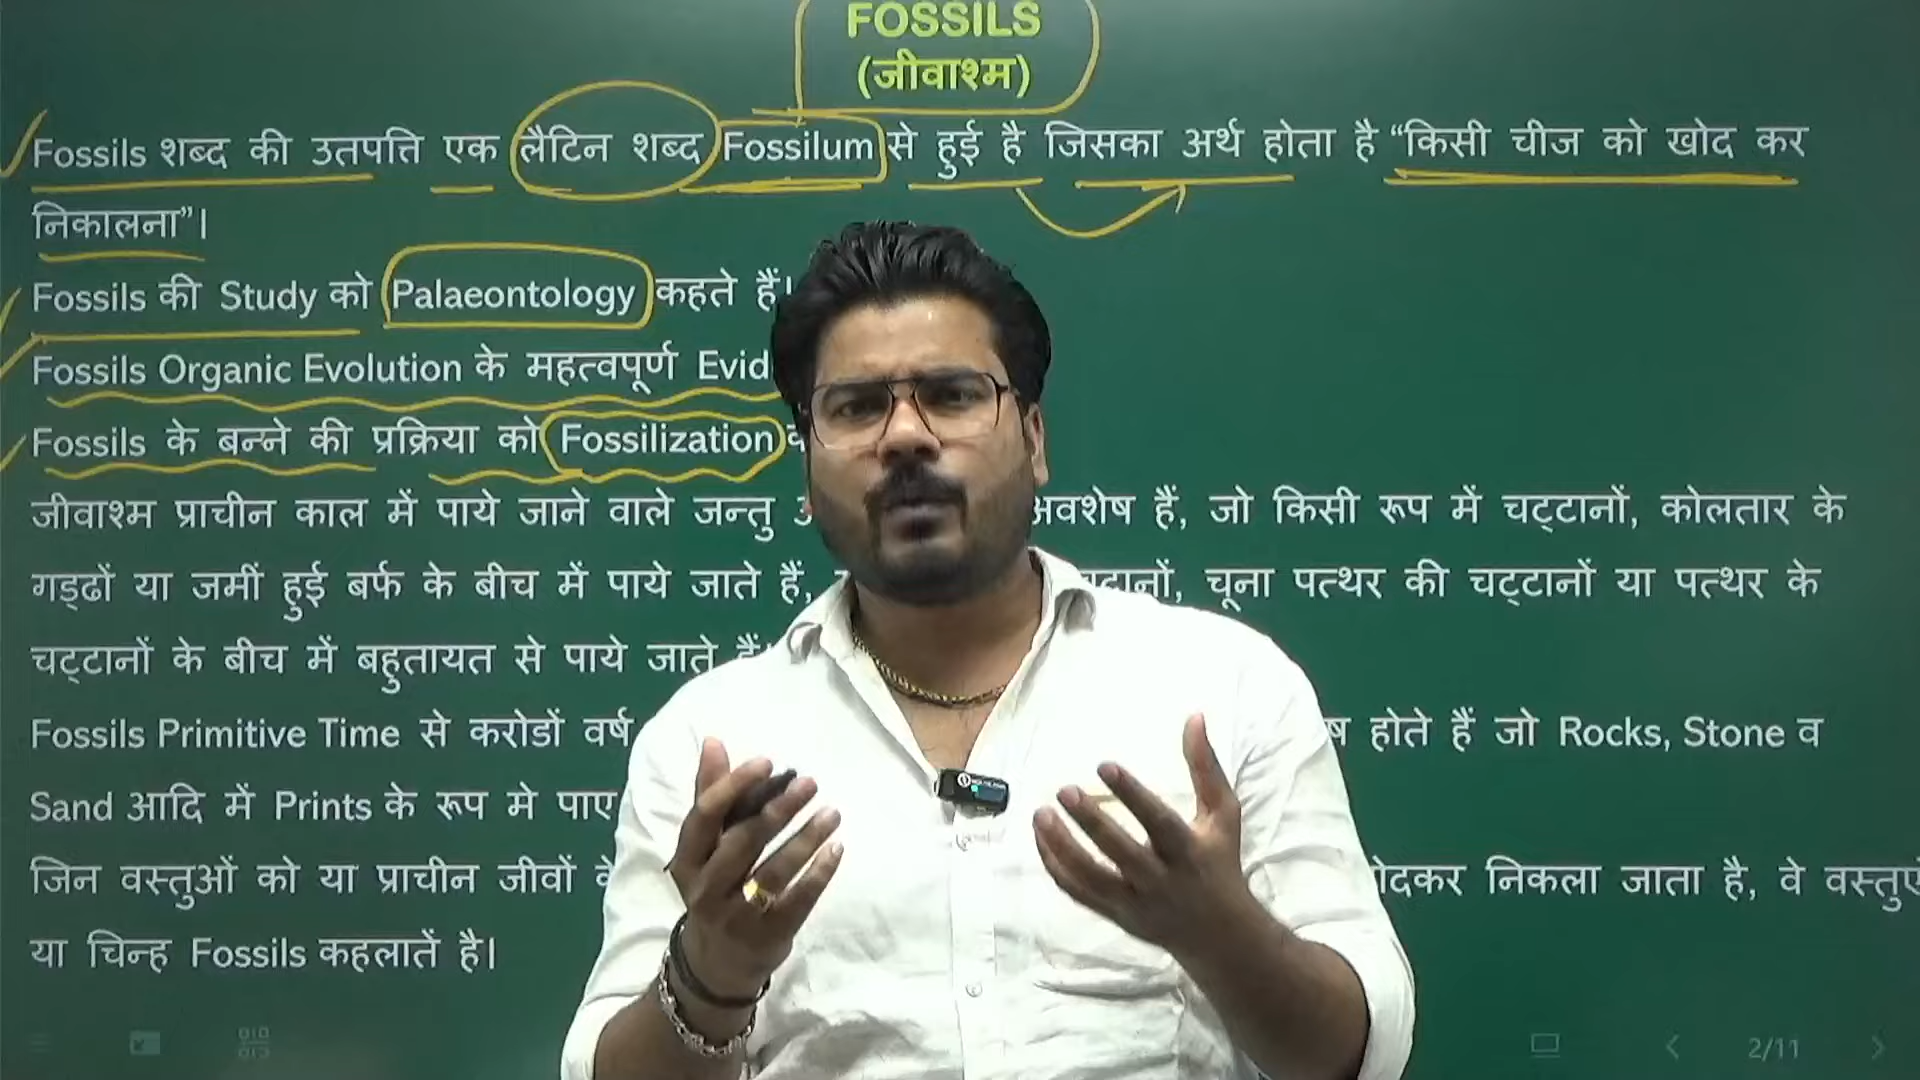 FOSSILS
(जीवाश्म)
Fossils शब्द की उतपत्ति एक लैटिन शब्द Fossilum से हुई है जिसका अर्थ होता है “किसी चीज को खोद कर
निकालना”।
Fossils की Study को Palaeontology कहते हैं।
Fossils Organic Evolution के महत्वपूर्ण
Fossils के बन्ने की प्रक्रिया को Fossilization
जीवाश्म प्राचीन काल में पाये जाने वाले जन्तु अवशेष हैं, जो किसी रूप में चट्टानों, कोलतार के
गड्ढों या जमीं हुई बर्फ के बीच में पाये जाते हैं, चूना पत्थर की चट्टानों या पत्थर के
चट्टानों के बीच में बहुतायत से पाये जाते हैं।
Fossils Primitive Time से करोडों वर्ष होते हैं जो Rocks, Stone व
Sand आदि में Prints के रूप मे पाए
जिन वस्तुओं को या प्राचीन जीवों निकला जाता है, वे वस्तुएं
या चिन्ह Fossils कहलातें है।
2/11